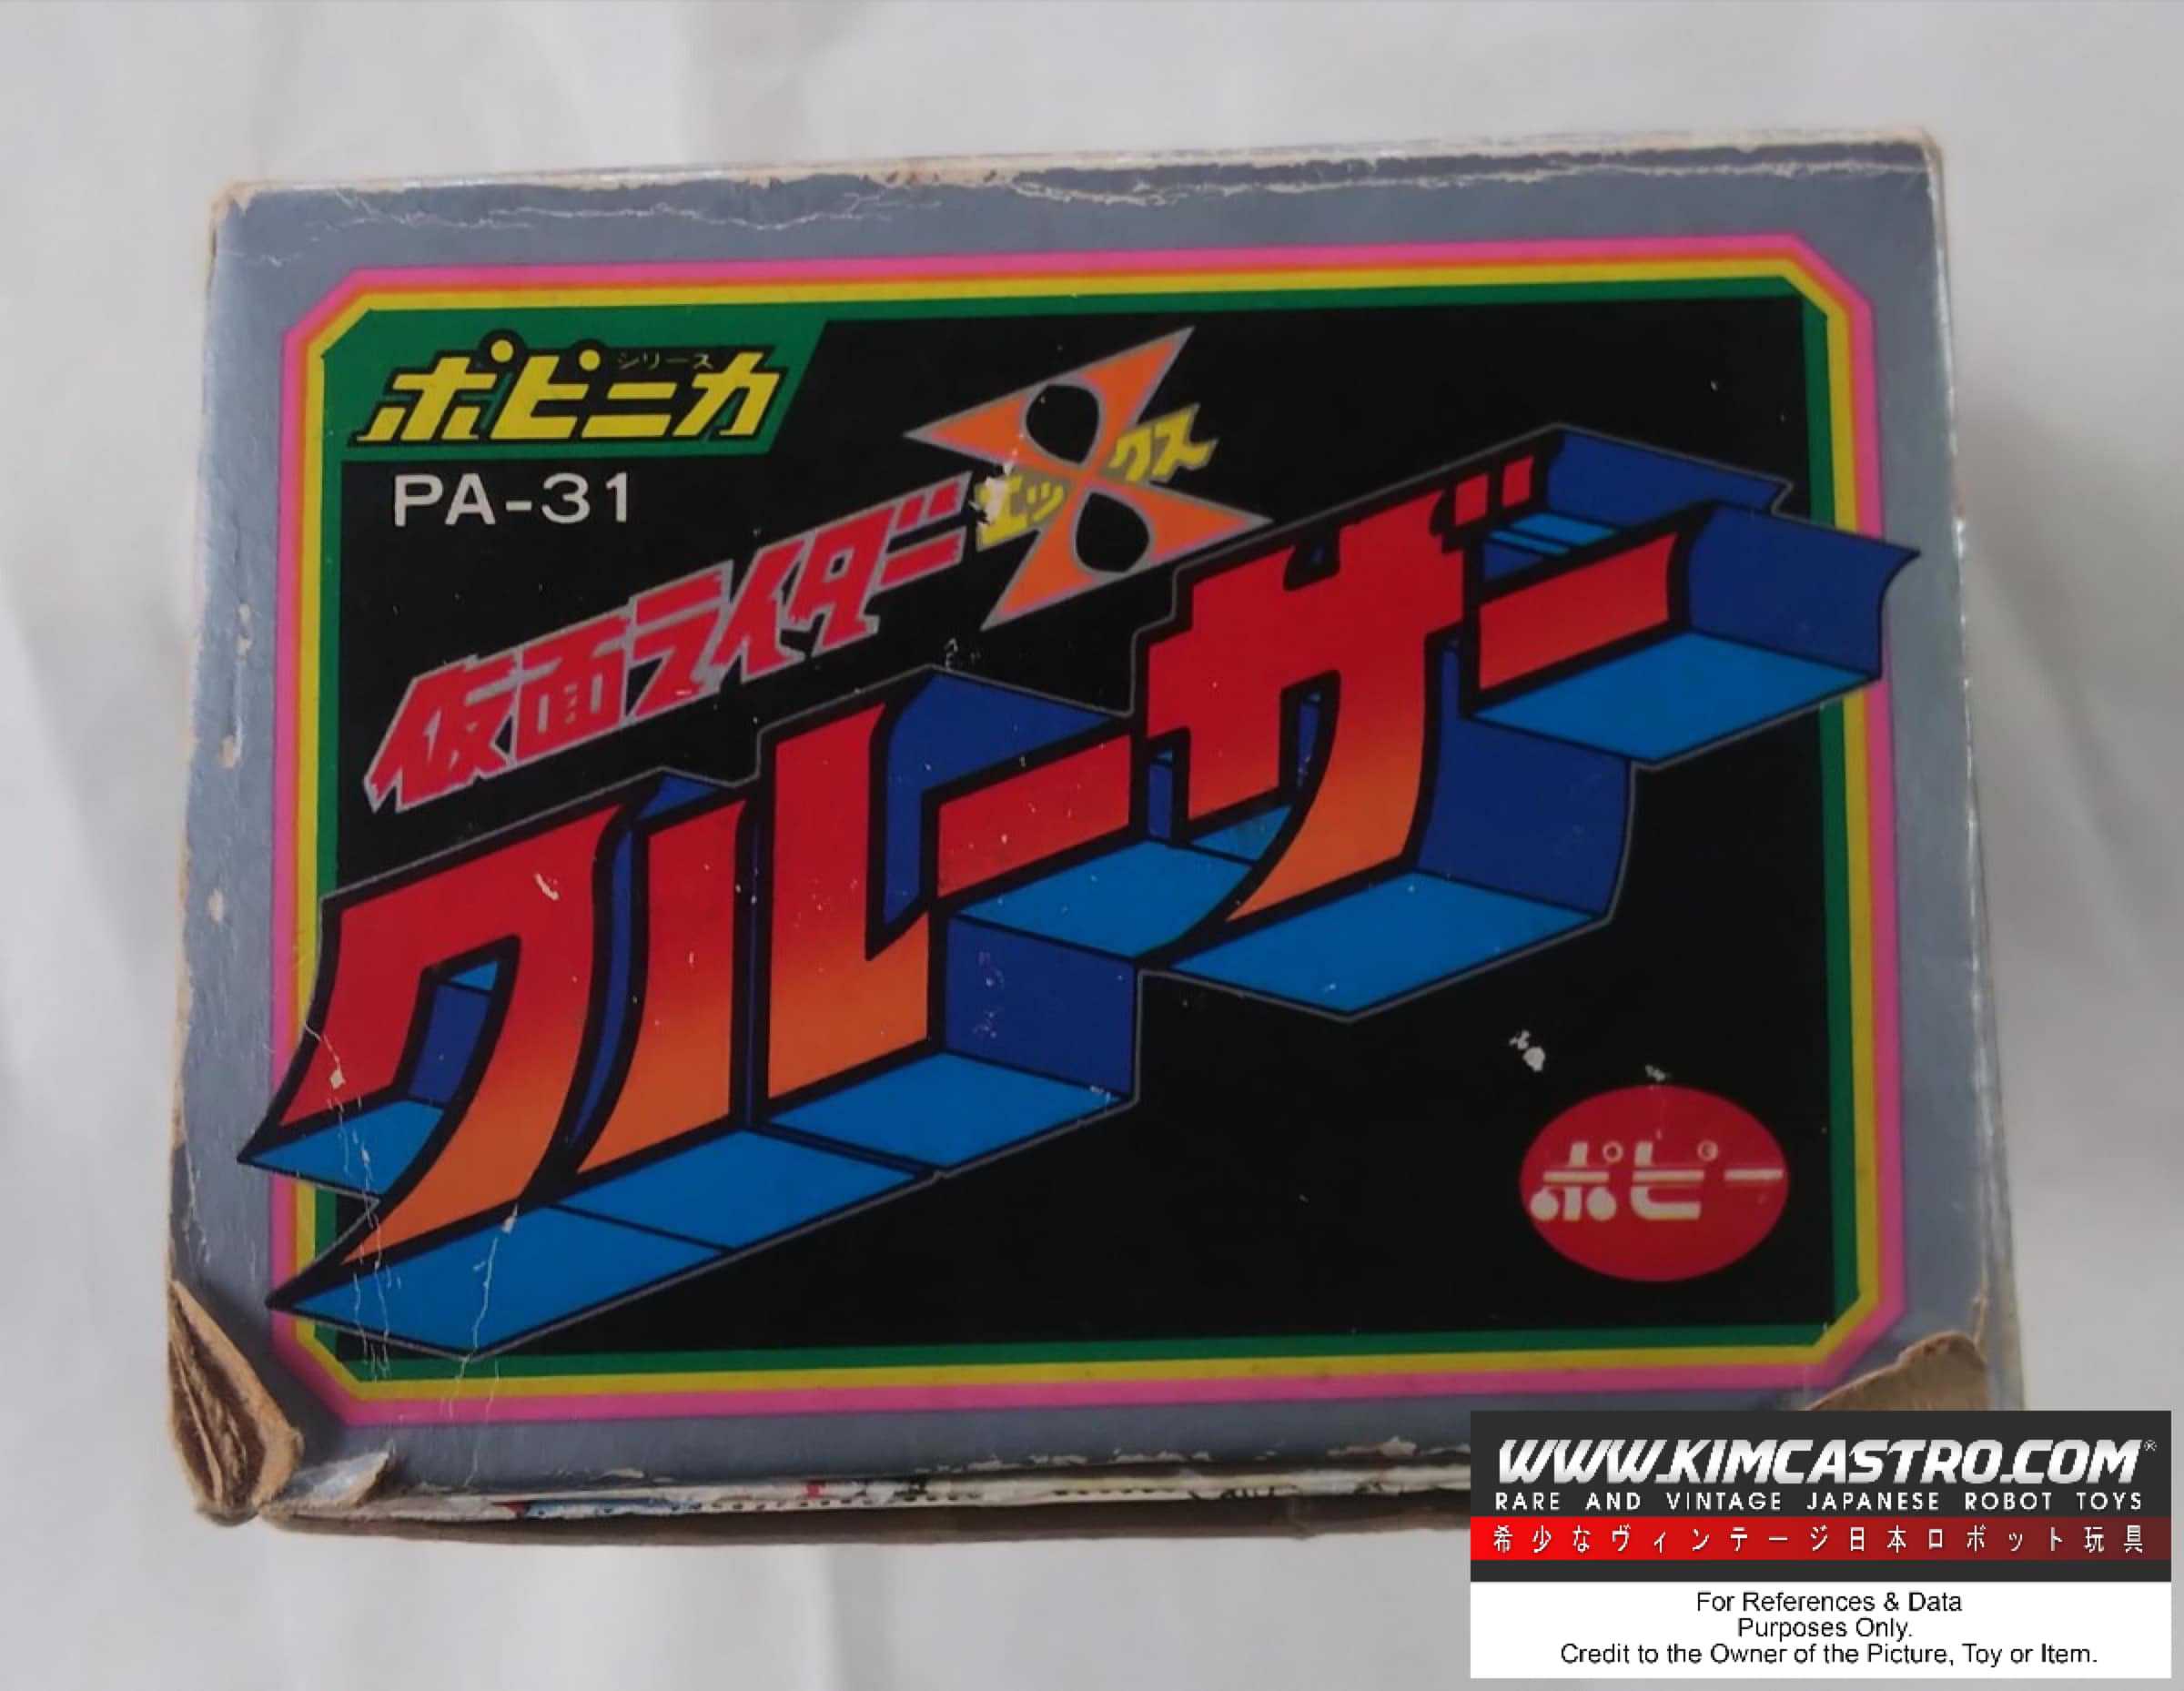 ポピニカ
シリーズ
PA-31
仮面ライダーX
エックス
クルーザー
ポピー
WWW.KIMCASTRO.COM®
RARE AND VINTAGE JAPANESE ROBOT TOYS
希少なヴィンテージ日本ロボット玩具
For References & Data
Purposes Only.
Credit to the Owner of the Picture, Toy or Item.